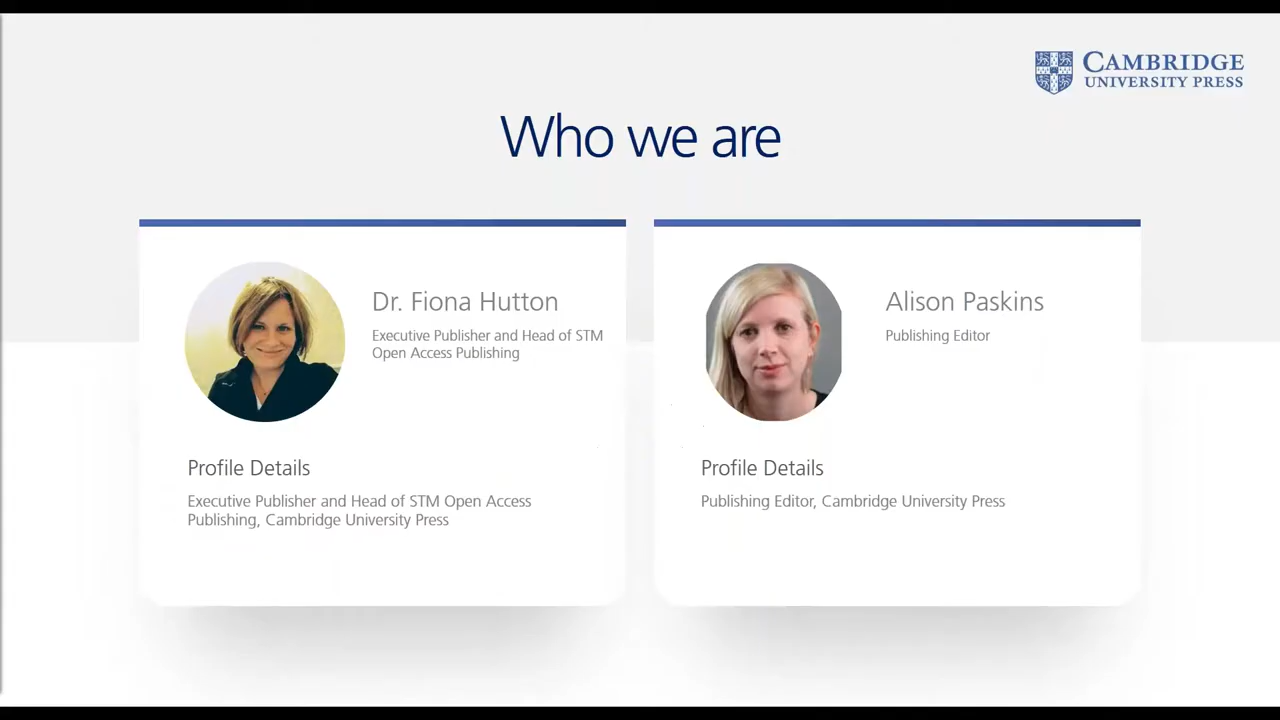 CAMBRIDGE
UNIVERSITY PRESS
Who we are
Dr. Fiona Hutton
Executive Publisher and Head of STM
Open Access Publishing
Profile Details
Executive Publisher and Head of STM Open Access
Publishing, Cambridge University Press
Alison Paskins
Publishing Editor
Profile Details
Publishing Editor, Cambridge University Press